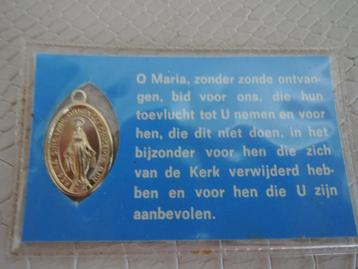 O Maria, zonder zonde ontvan-
gen, bid voor ons, die hun
toevlucht tot U nemen en voor
hen, die dit niet doen, in het
bijzonder voor hen die zich
van de Kerk verwijderd heb-
ben en voor hen die U zijn
aanbevolen.